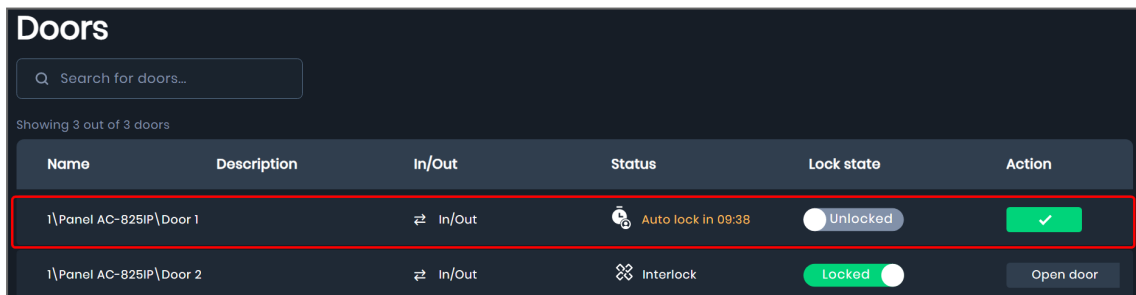 Doors
Search for doors...
Showing 3 out of 3 doors
Name Description In/Out Status Lock state Action
1\Panel AC-825IP\Door 1 In/Out Auto lock in 09:38 Unlocked
1\Panel AC-825IP\Door 2 In/Out Interlock Locked Open door